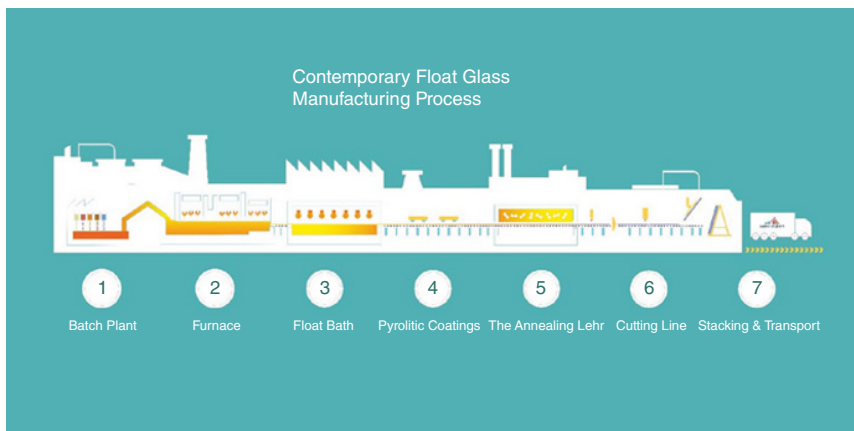 Contemporary Float Glass
Manufacturing Process
1
2
3
4
5
6
7
Batch Plant
Furnace
Float Bath
Pyrolitic Coatings
The Annealing Lehr
Cutting Line
Stacking & Transport